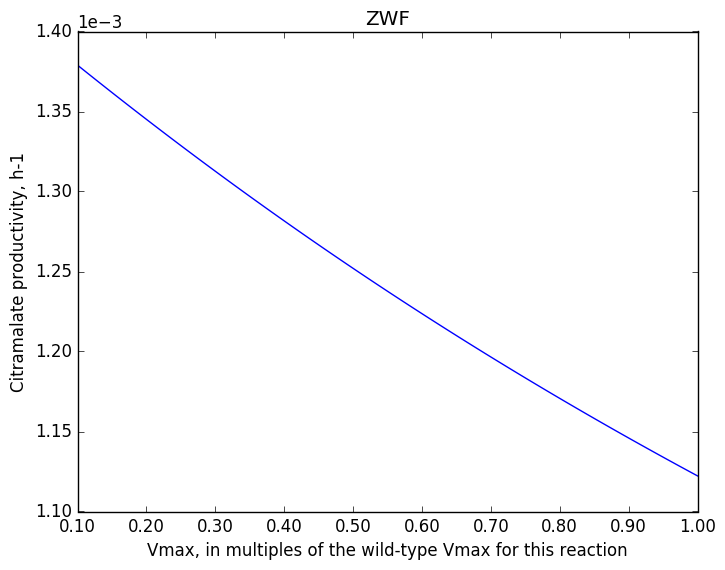 ZWF
1e−3
1.40
1.35
1.30
1.25
1.20
1.15
1.10
Citramalate productivity, h-1
0.10 0.20 0.30 0.40 0.50 0.60 0.70 0.80 0.90 1.00
Vmax, in multiples of the wild-type Vmax for this reaction